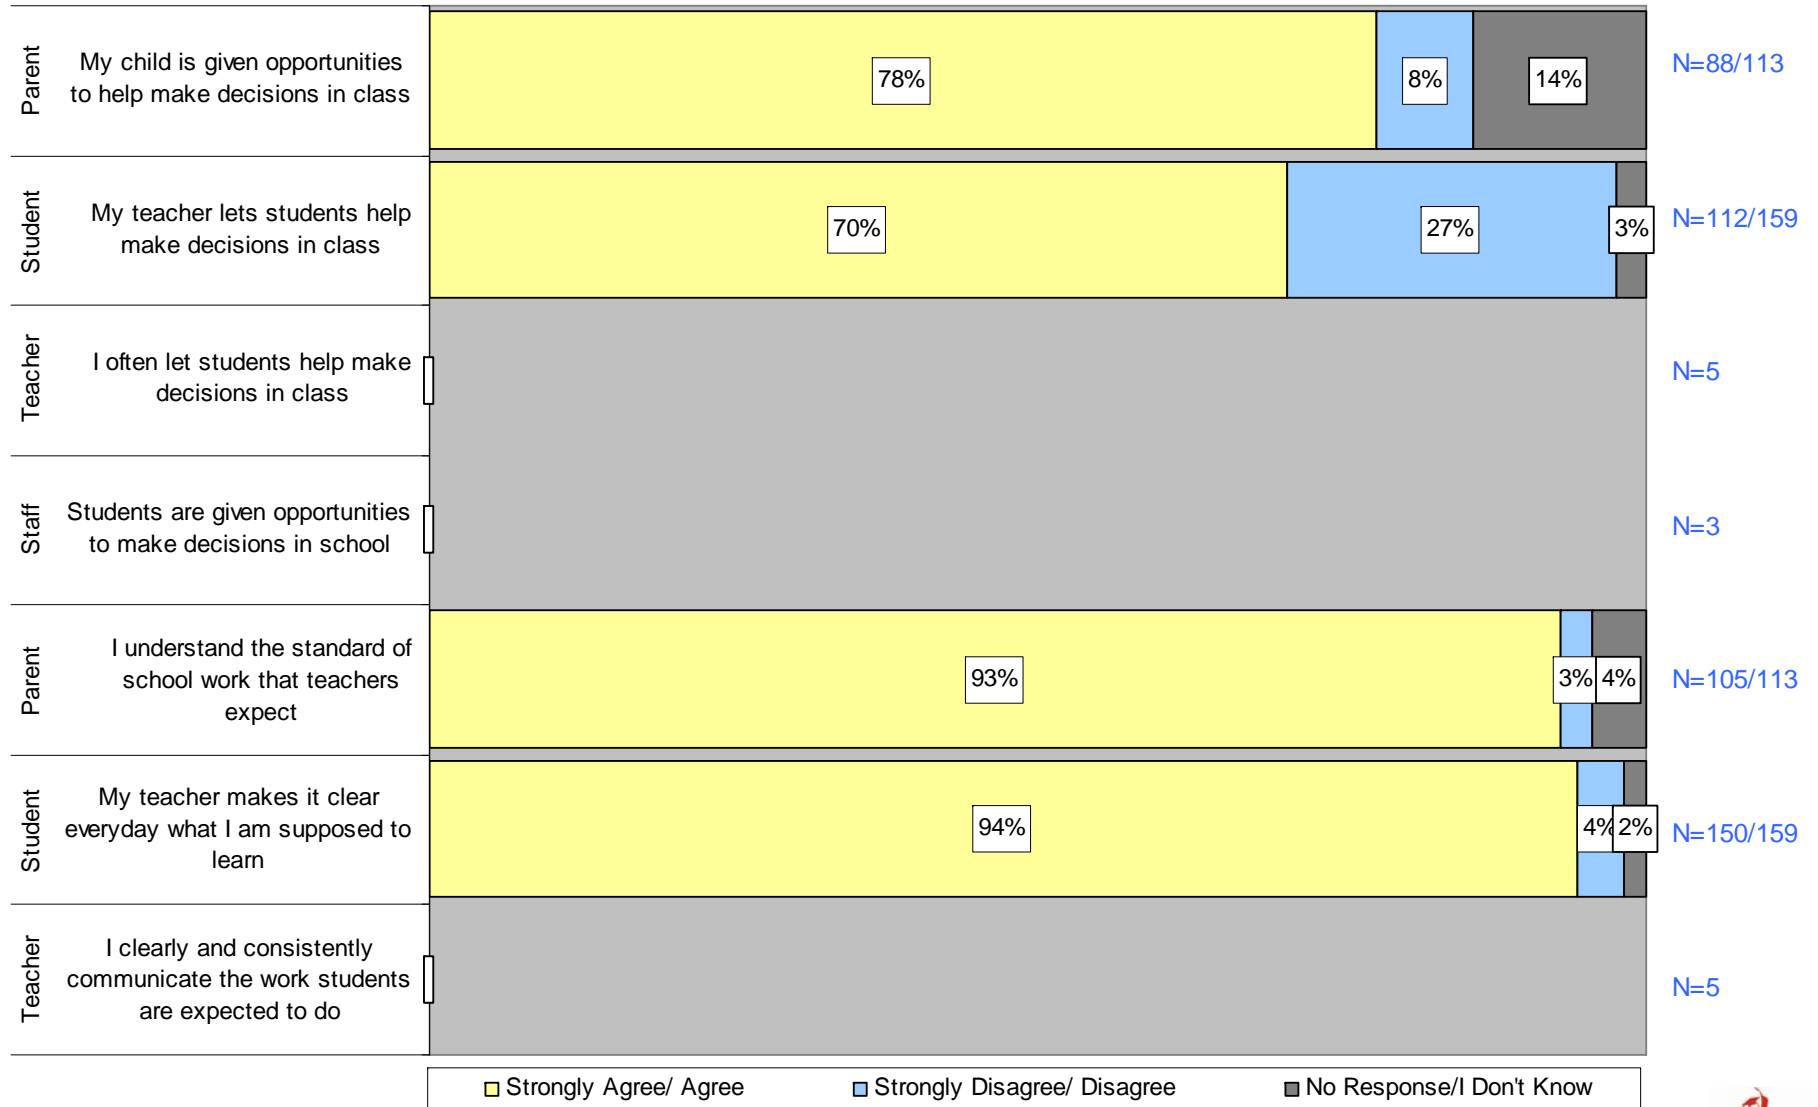 Parent
My child is given opportunities
to help make decisions in class
78%
8%
14%
N=88/113
Student
My teacher lets students help
make decisions in class
70%
27%
3%
N=112/159
Teacher
I often let students help make
decisions in class
N=5
Staff
Students are given opportunities
to make decisions in school
N=3
Parent
I understand the standard of
school work that teachers
expect
93%
3%
4%
N=105/113
Student
My teacher makes it clear
everyday what I am supposed to
learn
94%
4%
2%
N=150/159
Teacher
I clearly and consistently
communicate the work students
are expected to do
N=5
Strongly Agree/ Agree
Strongly Disagree/ Disagree
No Response/I Don't Know